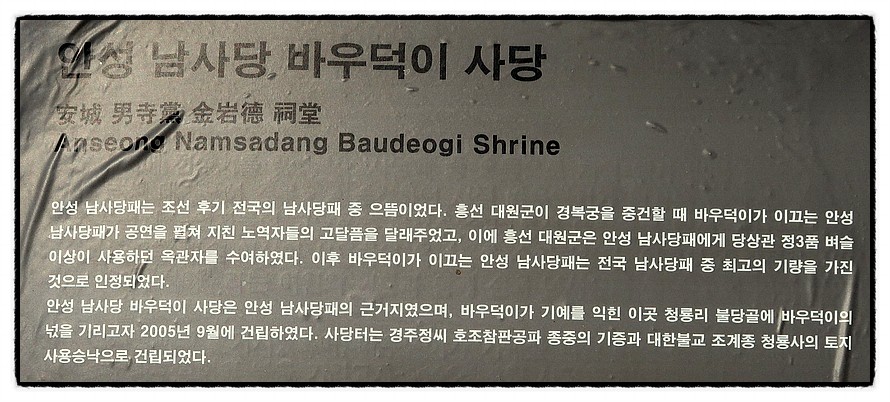 안성 남사당 바우덕이 사당
安城 男寺黨 金岩德 祠堂
Anseong Namsadang Baudeogi Shrine
안성 남사당패는 조선 후기 전국의 남사당패 중 으뜸이었다. 흥선 대원군이 경복궁을 중건할 때 바우덕이가 이끄는 안성
남사당패가 공연을 펼쳐 지친 노역자들의 고달픔을 달래주었고, 이에 흥선 대원군은 안성 남사당패에게 당상관 정3품 벼슬
이상이 사용하던 옥관자를 수여하였다. 이후 바우덕이가 이끄는 안성 남사당패는 전국 남사당패 중 최고의 기량을 가진
것으로 인정되었다.
안성 남사당 바우덕이 사당은 안성 남사당패의 근거지였으며, 바우덕이가 기예를 익힌 이곳 청룡리 불당골에 바우덕이의
넋을 기리고자 2005년 9월에 건립하였다. 사당터는 경주정씨 호조참판공파 종중의 기증과 대한불교 조계종 청룡사의 토지
사용승낙으로 건립되었다.